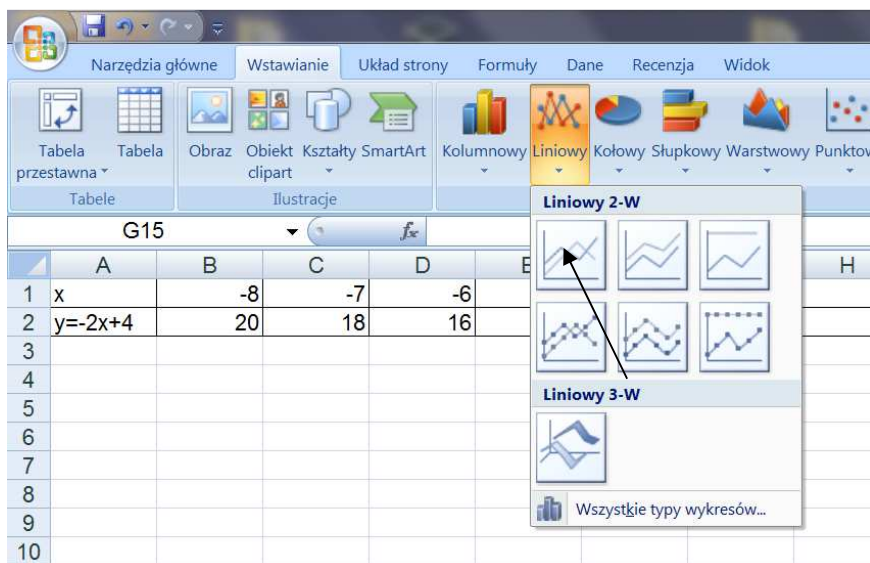 Narzędzia główne Wstawianie Układ strony Formuły Dane Recenzja Widok
Tabela przestawna Tabela Obraz Obiekt clipart Kształty SmartArt Kolumnowy Liniowy Kołowy Słupkowy Warstwowy
Tabele Ilustracje
Liniowy 2-W
G15 fx
A B C D H
1 x -8 -7 -6
2 y=-2x+4 20 18 16
3
4
5
Liniowy 3-W
6
7
8
9
Wszystkie typy wykresów...
10